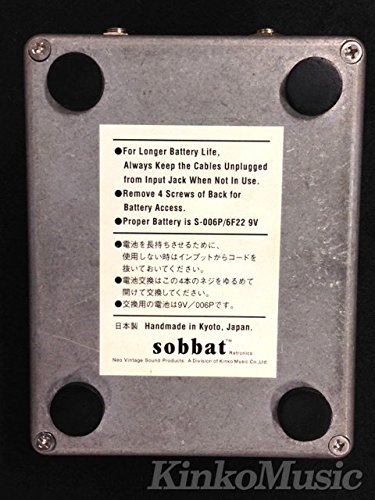 ●For Longer Battery Life,
Always Keep the Cables Unplugged
from Input Jack When Not In Use.
●Remove 4 Screws of Back for
Battery Access.
●Proper Battery is S-006P/6F22 9V
●電池を長持ちさせるために、
使用しない時はインプットからコードを
抜いておいてください。
●電池交換はこの4本のネジをゆるめて
開けて交換してください。
●交換用の電池は9V/006Pです。
日本製 Handmade in Kyoto, Japan.
sobbat™
Ratronics
Neo Vintage Sound Products. A Division of Kinko Music Co.,Ltd.
KinkoMusic